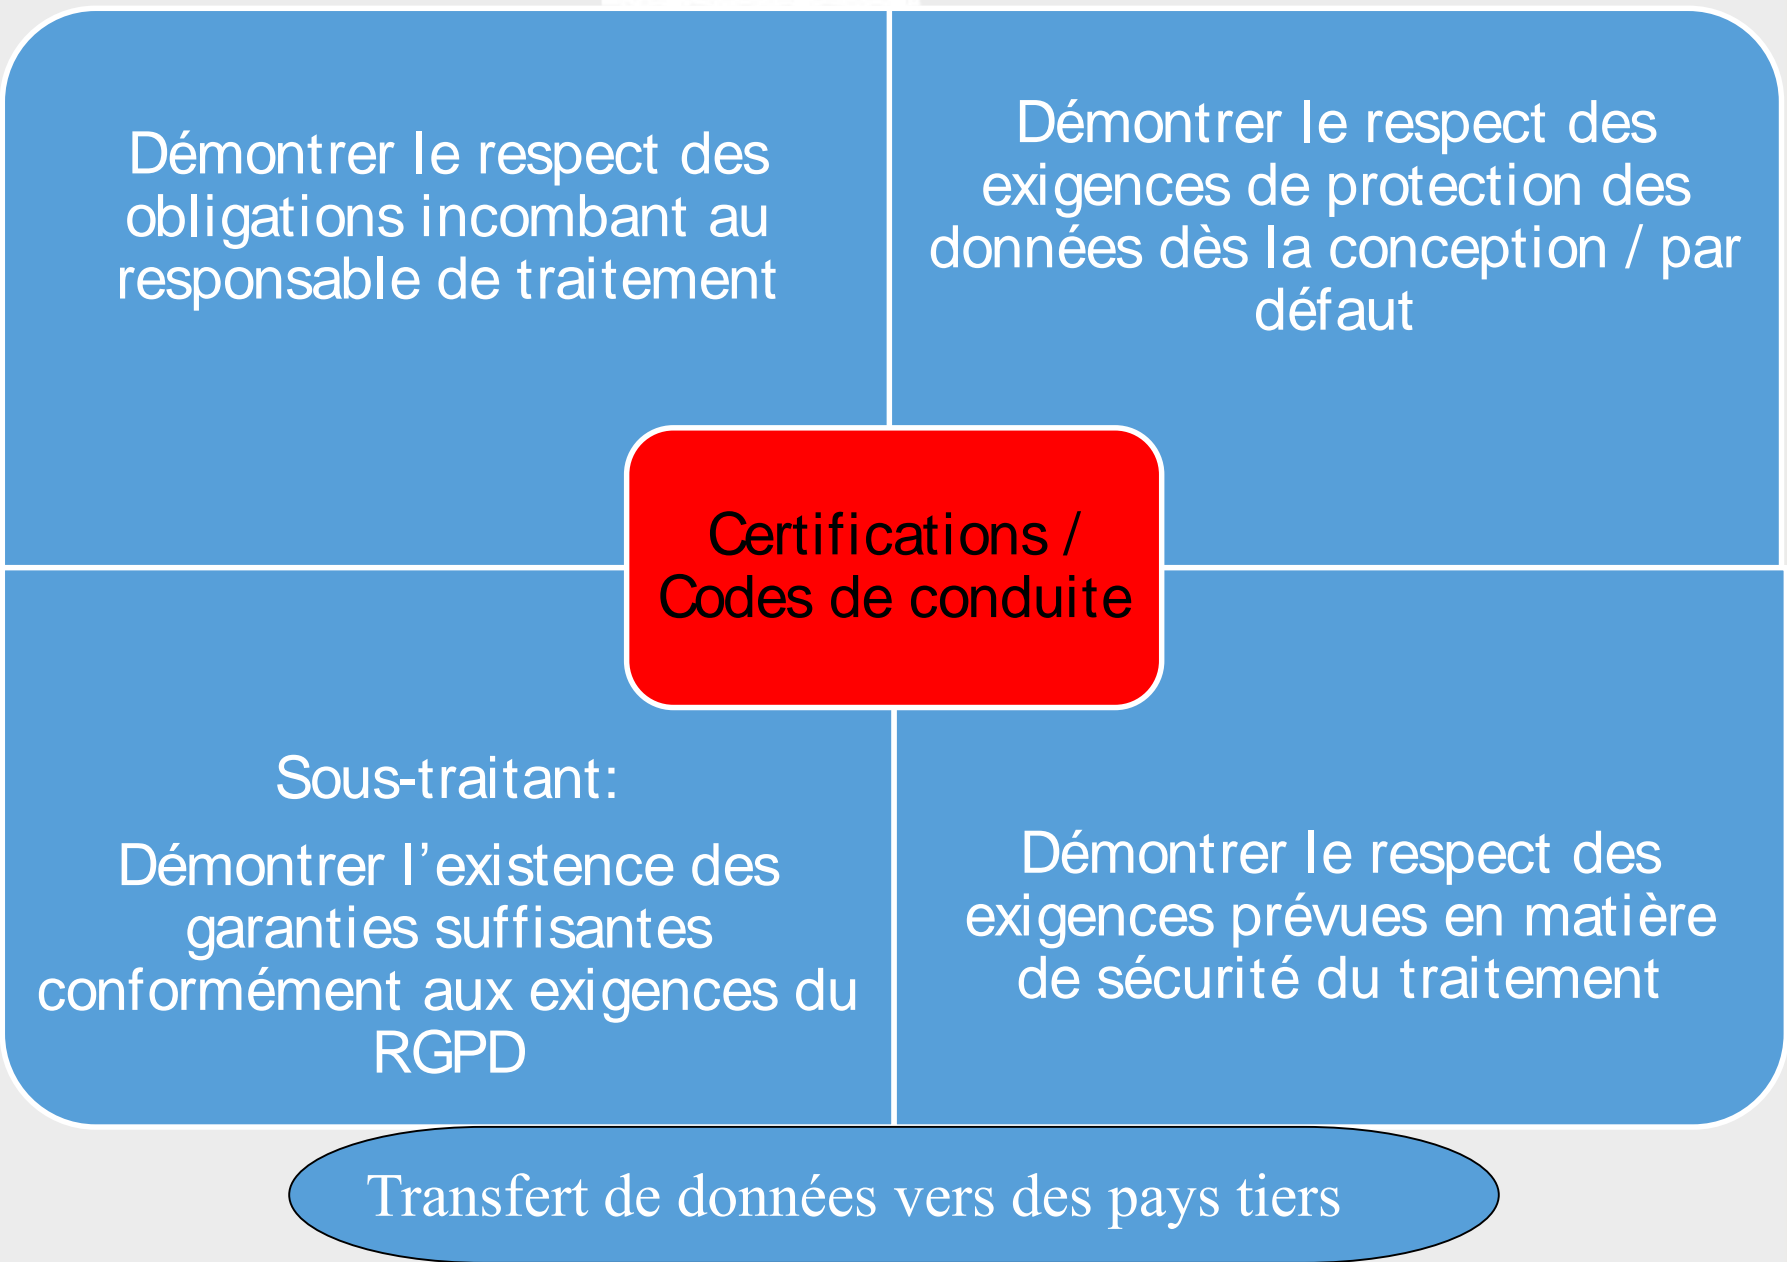 Démontrer le respect des
obligations incombant au
responsable de traitement
Démontrer le respect des
exigences de protection des
données dès la conception / par
défaut
Certifications /
Codes de conduite
Sous-traitant:
Démontrer l’existence des
garanties suffisantes
conformément aux exigences du
RGPD
Démontrer le respect des
exigences prévues en matière
de sécurité du traitement
Transfert de données vers des pays tiers